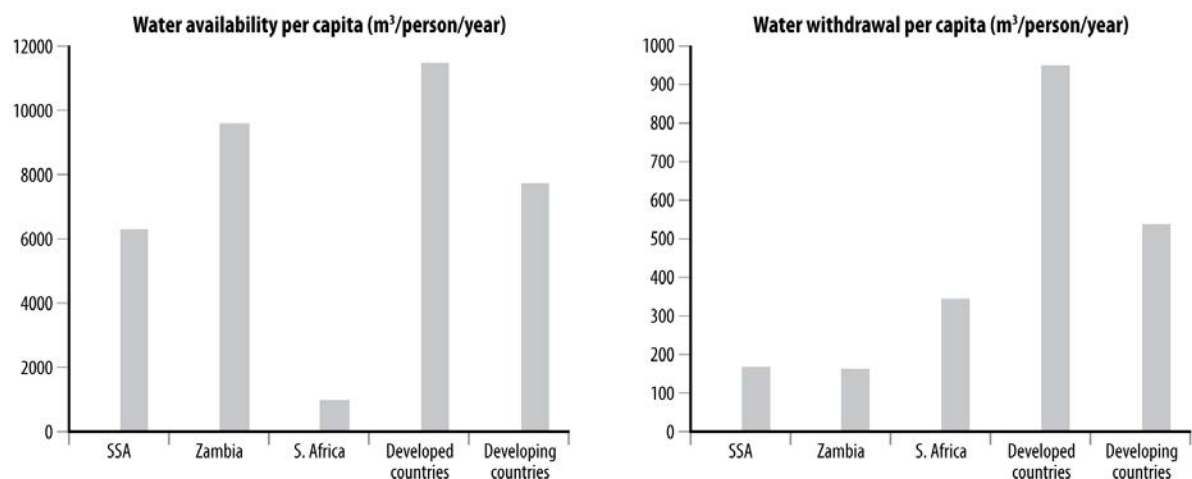 Water availability per capita (m³/person/year)
12000
10000
8000
6000
4000
2000
0
SSA
Zambia
S. Africa
Developed
countries
Developing
countries
Water withdrawal per capita (m³/person/year)
1000
900
800
700
600
500
400
300
200
100
0
SSA
Zambia
S. Africa
Developed
countries
Developing
countries